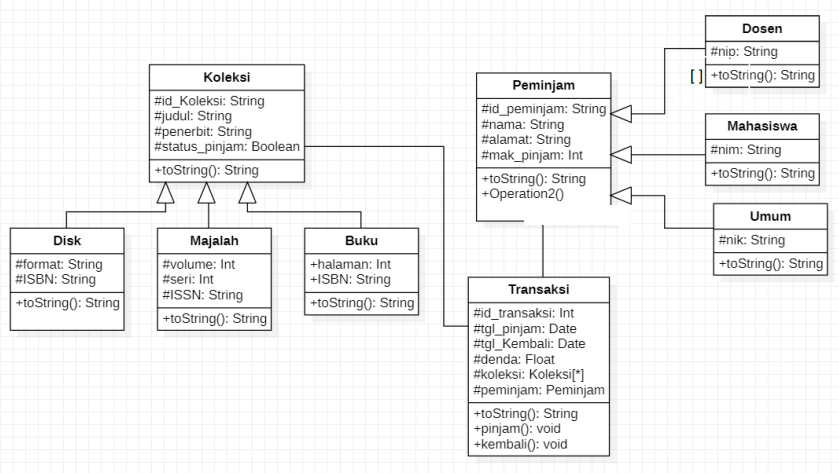 Koleksi
#id_Koleksi: String
#judul: String
#penerbit: String
#status_pinjam: Boolean
+toString(): String
Disk
#format: String
#ISBN: String
+toString(): String
Majalah
#volume: Int
#seri: Int
#ISSN: String
+toString(): String
Buku
+halaman: Int
+ISBN: String
+toString(): String
Peminjam
#id_peminjam: String
#nama: String
#alamat: String
#mak_pinjam: Int
+toString(): String
+Operation2()
Transaksi
#id_transaksi: Int
#tgl_pinjam: Date
#tgl_Kembali: Date
#denda: Float
#koleksi: Koleksi[*]
#peminjam: Peminjam
+toString(): String
+pinjam(): void
+kembali(): void
Dosen
#nip: String
[ ]
+toString(): String
Mahasiswa
#nim: String
+toString(): String
Umum
#nik: String
+toString(): String